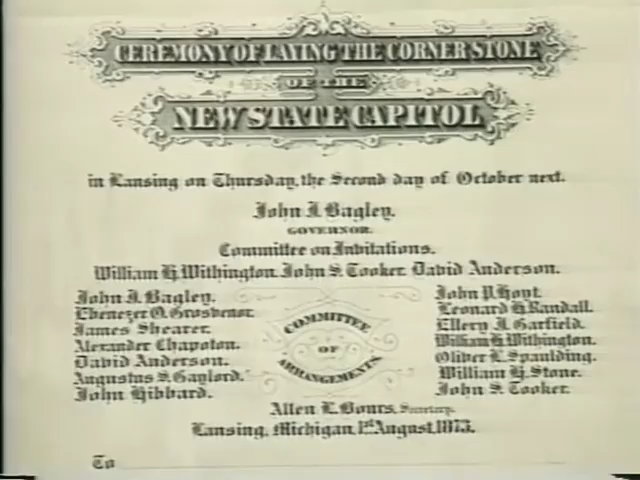 CEREMONY OF LAYING THE CORNER STONE
OF THE
NEW STATE CAPITOL
in Lansing on Thursday, the Second day of October next.
John J. Bagley,
GOVERNOR.
Committee on Invitations.
William H. Withington. John S. Tooker. David Anderson.
John J. Bagley.
Ebenezer O. Grosvenor
James Shearer.
Alexander Chapoton.
David Anderson.
Augustus S. Gaylord.
John Hibbard.
COMMITTEE
OF
ARRANGEMENTS.
John P. Hoyt.
Leonard H. Randall.
Ellery I. Garfield.
William H. Withington.
Oliver L. Spaulding.
William H. Stone.
John S. Tooker.
Allen L. Bours, Secretary.
Lansing, Michigan, 1st August, 1873.
To